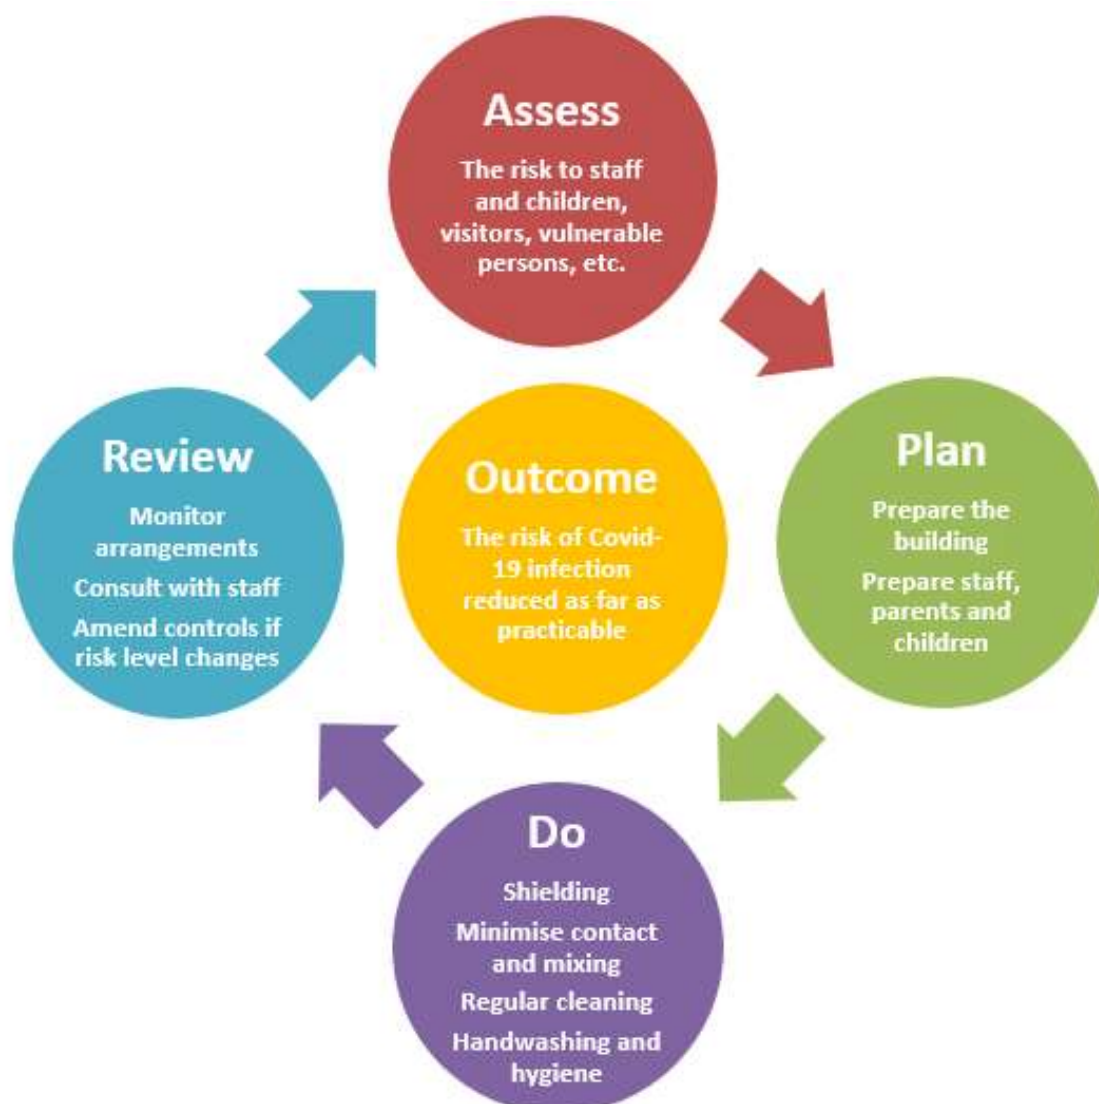 Assess
The risk to staff
and children,
visitors, vulnerable
persons, etc.
Plan
Prepare the
building
Prepare staff,
parents and
children
Do
Shielding
Minimise contact
and mixing
Regular cleaning
Handwashing and
hygiene
Review
Monitor
arrangements
Consult with staff
Amend controls if
risk level changes
Outcome
The risk of Covid-
19 infection
reduced as far as
practicable